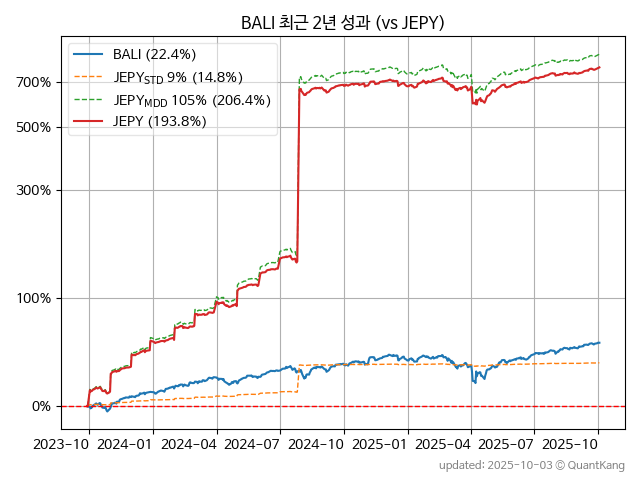 BALI 최근 2년 성과 (vs JEPY)
BALI (22.4%)
JEPYSTD 9% (14.8%)
JEPYMDD 105% (206.4%)
JEPY (193.8%)
700%
500%
300%
100%
0%
2023-10 2024-01 2024-04 2024-07 2024-10 2025-01 2025-04 2025-07 2025-10
updated: 2025-10-03 © QuantKang